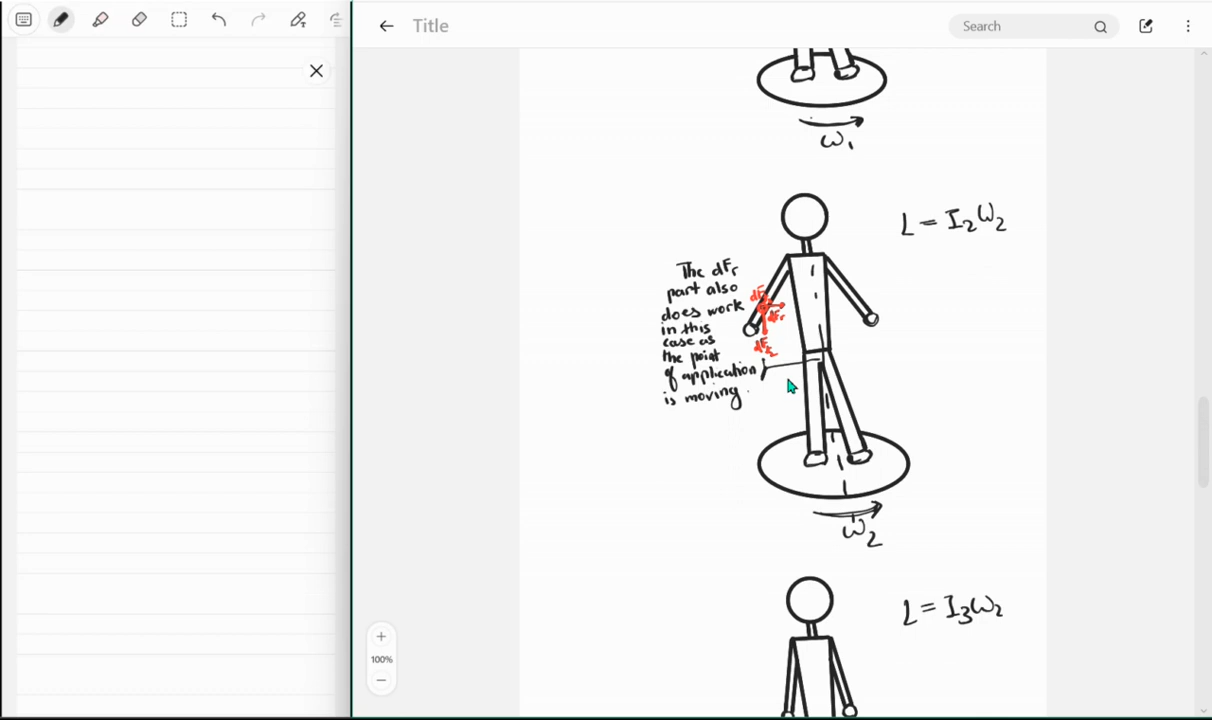 Title
Search
ω₁
L = I₂ω₂
The dFᵣ
part also
does work
in this
case as
the point
of application
is moving.
dFᵣ
ω₂
L = I₃ω₂
100%